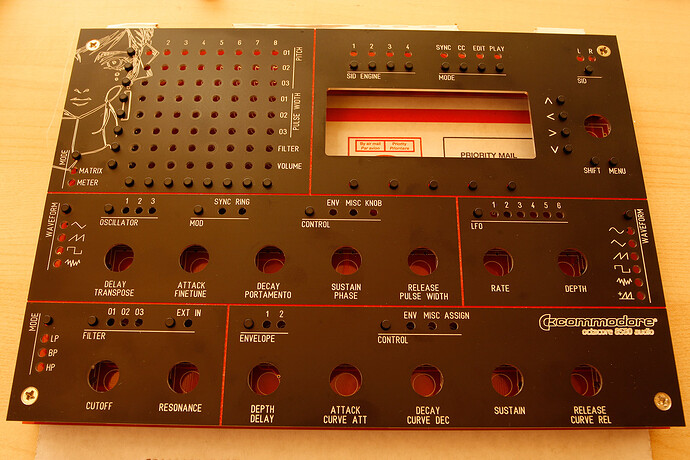 1 2 3 4 5 6 7 8
01
02
03
PITCH
01
02
03
PULSE WIDTH
FILTER
VOLUME
MODE
MATRIX
METER
1 2 3 4
SID ENGINE
SYNC CC EDIT PLAY
MODE
L R
SID
< > 
SHIFT MENU
By air mail
Par avion
Priority
Prioritaire
PRIORITY MAIL
WAVEFORM
1 2 3
OSCILLATOR
SYNC RING
MOD
ENV MISC KNOB
CONTROL
DELAY
TRANSPOSE
ATTACK
FINETUNE
DECAY
PORTAMENTO
SUSTAIN
PHASE
RELEASE
PULSE WIDTH
1 2 3 4 5 6
LFO
RATE
DEPTH
WAVEFORM
MODE
LP
BP
HP
01 02 03
FILTER
EXT IN
CUTOFF
RESONANCE
1 2
ENVELOPE
ENV MISC ASSIGN
CONTROL
commodore
octacore 8580 audio
DEPTH
DELAY
ATTACK
CURVE ATT
DECAY
CURVE DEC
SUSTAIN
RELEASE
CURVE REL